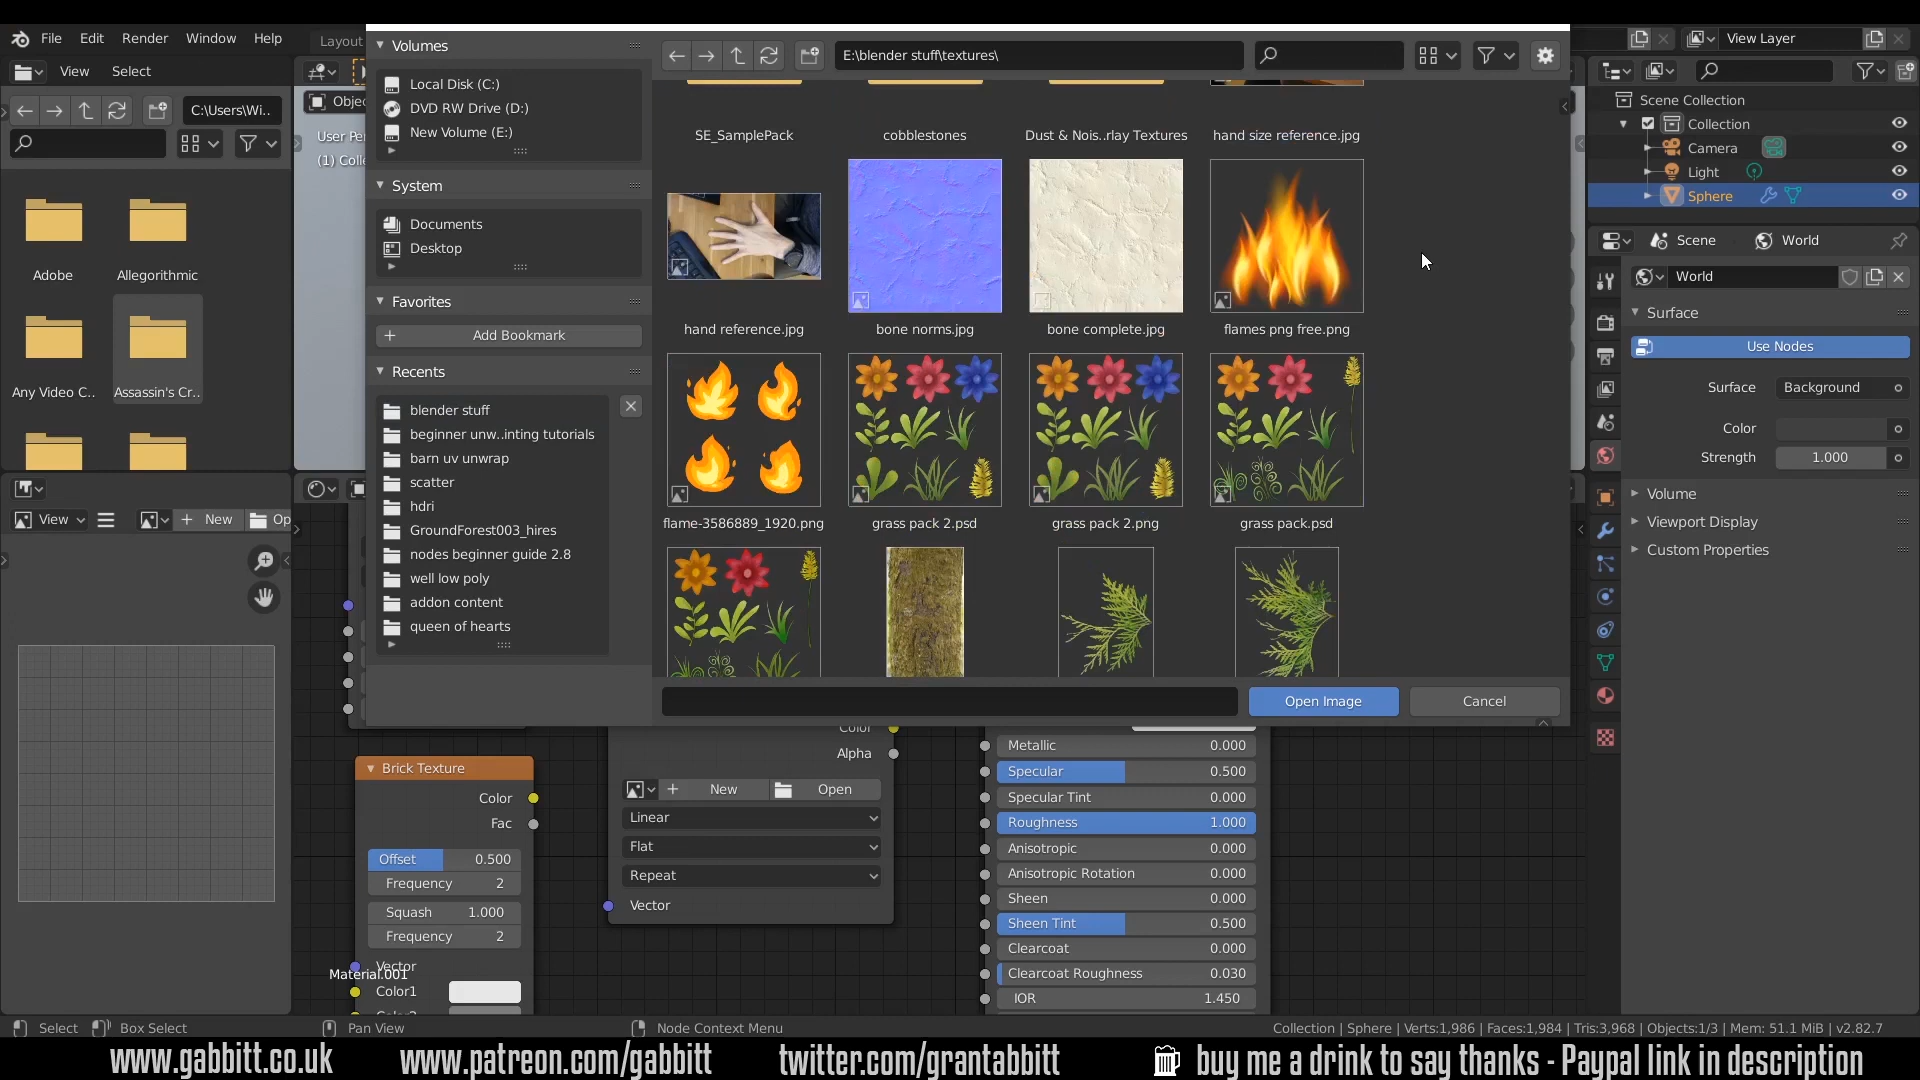 File Edit Render Window Help Layout
View Layer
View Select
C:\Users\Wi..
Adobe
Allegorithmic
Any Video C..
Assassin's Cr..
View
New
Op
Objec
User Per
(1) Colle
Volumes
Local Disk (C:)
DVD RW Drive (D:)
New Volume (E:)
System
Documents
Desktop
Favorites
Add Bookmark
Recents
blender stuff
beginner unw..inting tutorials
barn uv unwrap
scatter
hdri
GroundForest003_hires
nodes beginner guide 2.8
well low poly
addon content
queen of hearts
E:\blender stuff\textures\
SE_SamplePack
cobblestones
Dust & Nois..rlay Textures
hand size reference.jpg
hand reference.jpg
bone norms.jpg
bone complete.jpg
flames png free.png
flame-3586889_1920.png
grass pack 2.psd
grass pack 2.png
grass pack.psd
Open Image
Cancel
Scene Collection
Collection
Camera
Light
Sphere
Scene
World
World
Surface
Use Nodes
Surface Background
Color
Strength 1.000
Volume
Viewport Display
Custom Properties
Brick Texture
Color
Fac
Offset 0.500
Frequency 2
Squash 1.000
Frequency 2
Vector
Material.001
Color1
Color
Alpha
New
Open
Linear
Flat
Repeat
Vector
Metallic 0.000
Specular 0.500
Specular Tint 0.000
Roughness 1.000
Anisotropic 0.000
Anisotropic Rotation 0.000
Sheen 0.000
Sheen Tint 0.500
Clearcoat 0.000
Clearcoat Roughness 0.030
IOR 1.450
Select
Box Select
Pan View
Node Context Menu
Collection | Sphere | Verts:1,986 | Faces:1,984 | Tris:3,968 | Objects:1/3 | Mem: 51.1 MiB | v2.82.7
www.gabbitt.co.uk
www.patreon.com/gabbitt
twitter.com/grantabbitt
buy me a drink to say thanks - Paypal link in description